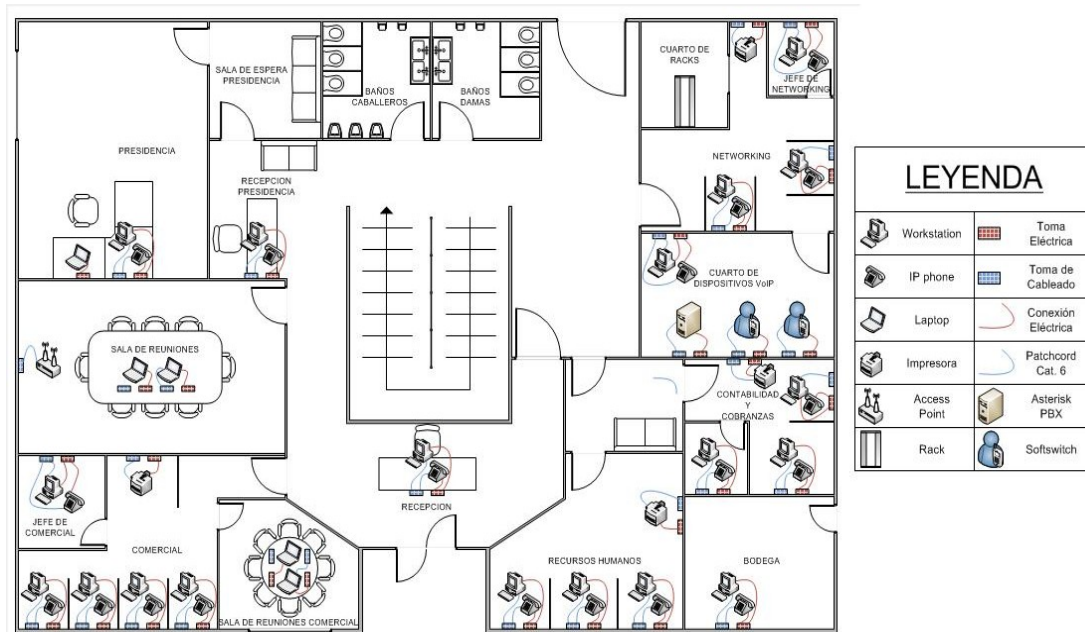 SALA DE ESPERA
PRESIDENCIA
BAÑOS
CABALLEROS
BAÑOS
DAMAS
CUARTO DE
RACKS
JEFE DE
NETWORKING
PRESIDENCIA
RECEPCION
PRESIDENCIA
NETWORKING
CUARTO DE
DISPOSITIVOS VoIP
SALA DE REUNIONES
CONTABILIDAD
Y
COBRANZAS
RECEPCION
JEFE DE
COMERCIAL
COMERCIAL
SALA DE REUNIONES COMERCIAL
RECURSOS HUMANOS
BODEGA
LEYENDA
Workstation
Toma
Eléctrica
IP phone
Toma de
Cableado
Laptop
Conexión
Eléctrica
Impresora
Patchcord
Cat. 6
Access
Point
Asterisk
PBX
Rack
Softswitch